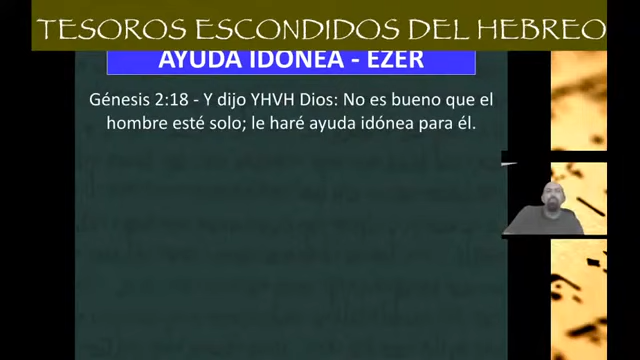 TESOROS ESCONDIDOS DEL HEBREO
AYUDA IDONEA - EZER
Génesis 2:18 - Y dijo YHVH Dios: No es bueno que el
hombre esté solo; le haré ayuda idónea para él.